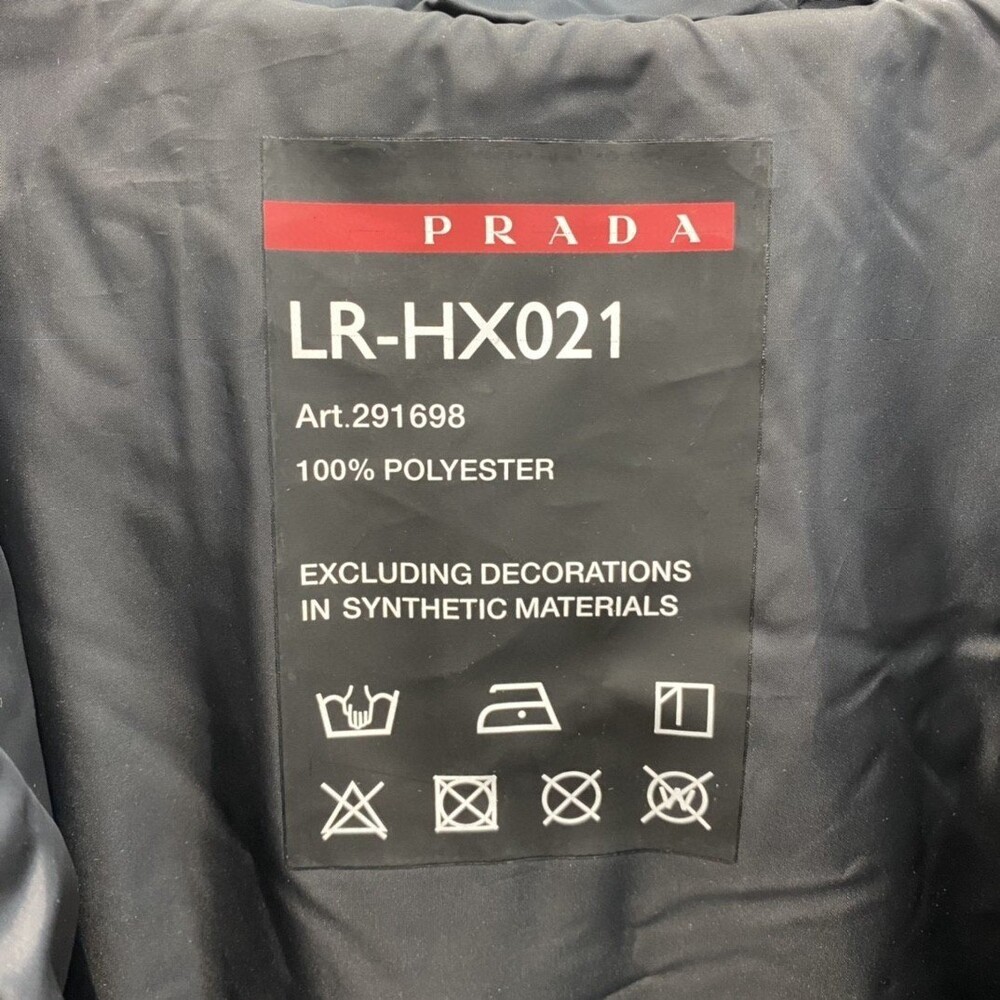 PRADA
LR-HX021
Art.291698
100% POLYESTER
EXCLUDING DECORATIONS
IN SYNTHETIC MATERIALS
W